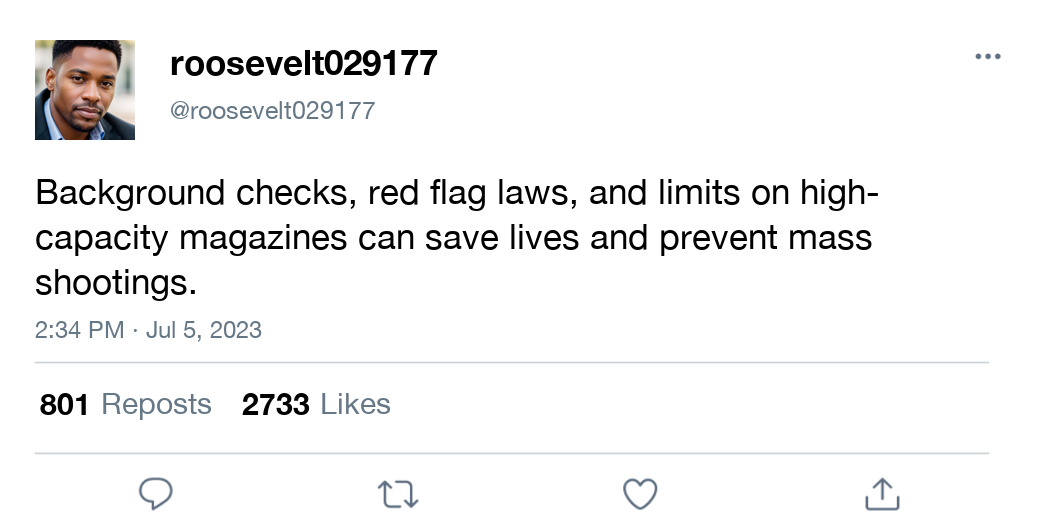 roosevelt029177
@roosevelt029177
Background checks, red flag laws, and limits on high-
capacity magazines can save lives and prevent mass
shootings.
2:34 PM · Jul 5, 2023
801 Reposts 2733 Likes